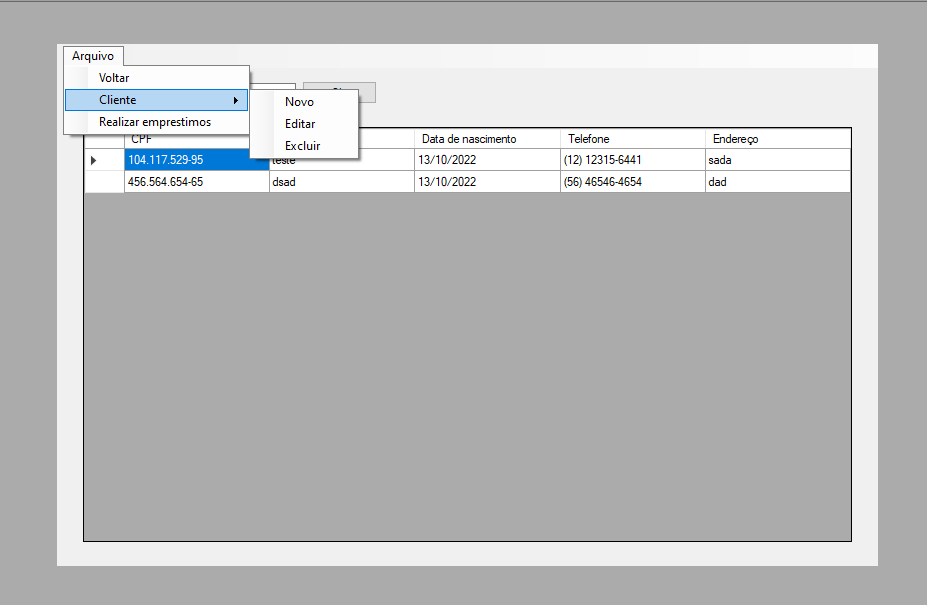 Arquivo
Voltar
Cliente
Realizar emprestimos
Novo
Editar
Excluir
CPF Data de nascimento Telefone Endereço
104.117.529-95 teste 13/10/2022 (12) 12315-6441 sada
456.564.654-65 dsad 13/10/2022 (56) 46546-4654 dad